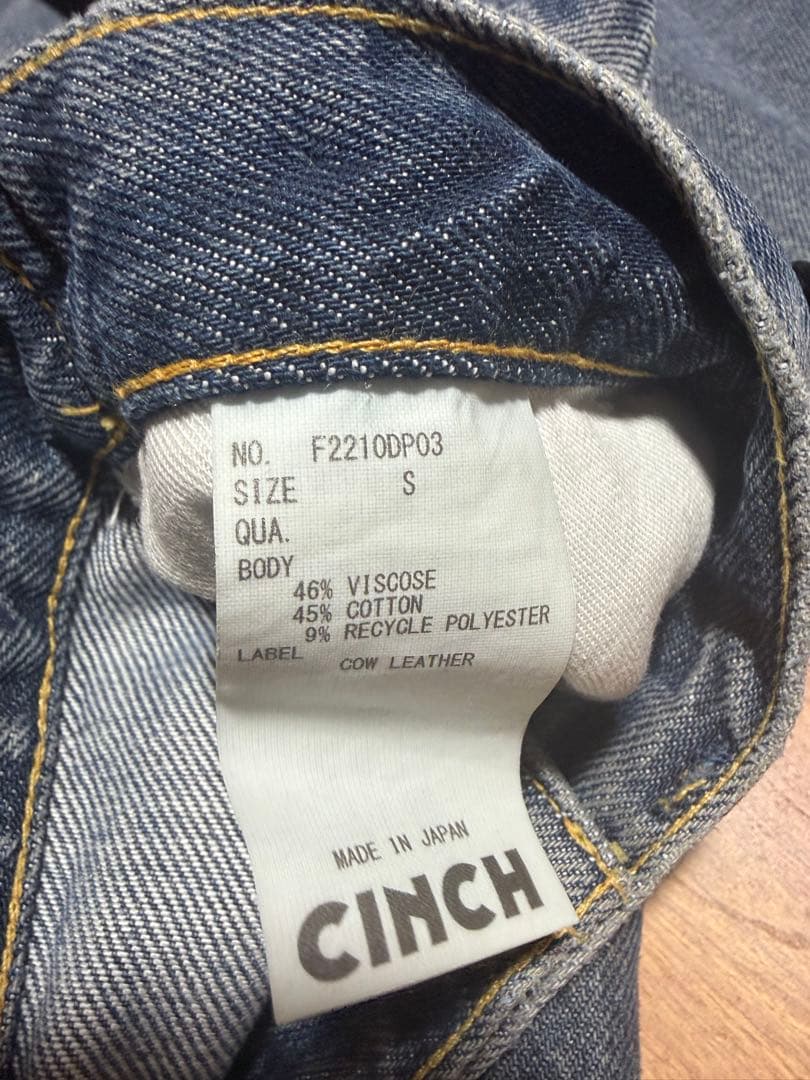 NO. F2210DP03
SIZE S
QUA.
BODY
46% VISCOSE
45% COTTON
9% RECYCLE POLYESTER
LABEL COW LEATHER
MADE IN JAPAN
CINCH